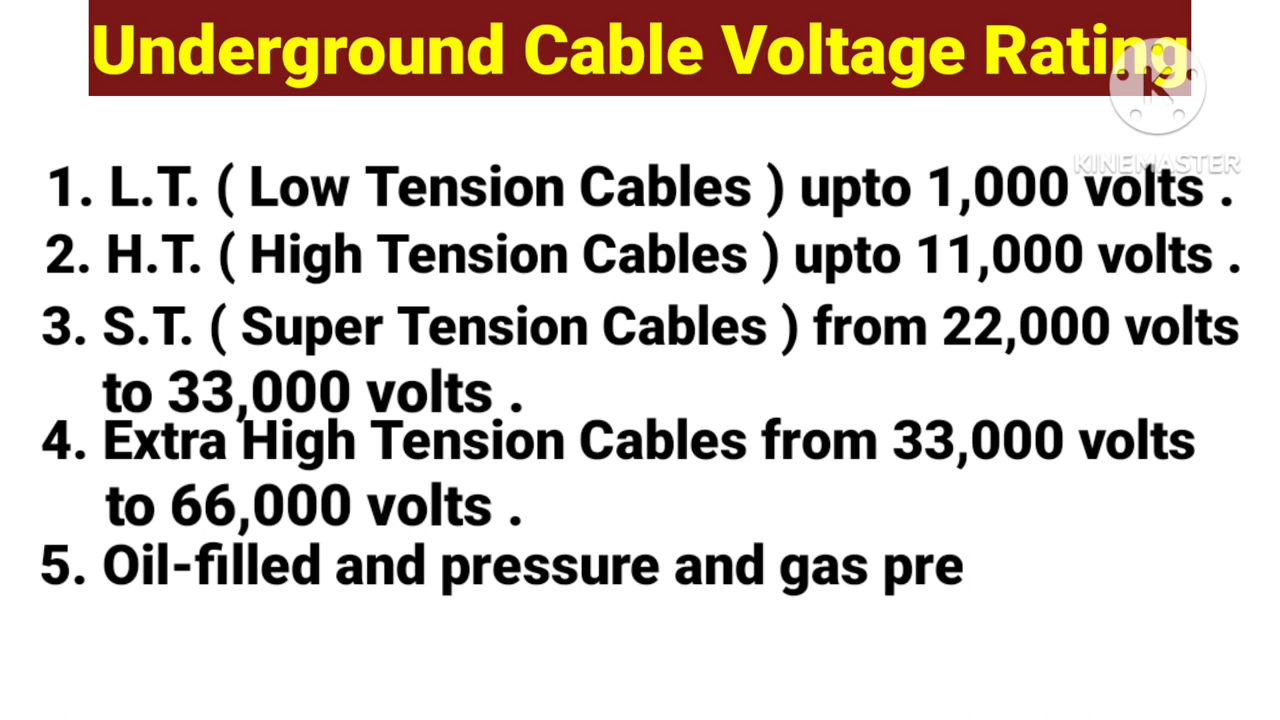 Underground Cable Voltage Rating
KINEMASTER
1. L.T. ( Low Tension Cables ) upto 1,000 volts .
2. H.T. ( High Tension Cables ) upto 11,000 volts .
3. S.T. ( Super Tension Cables ) from 22,000 volts
to 33,000 volts .
4. Extra High Tension Cables from 33,000 volts
to 66,000 volts .
5. Oil-filled and pressure and gas pre